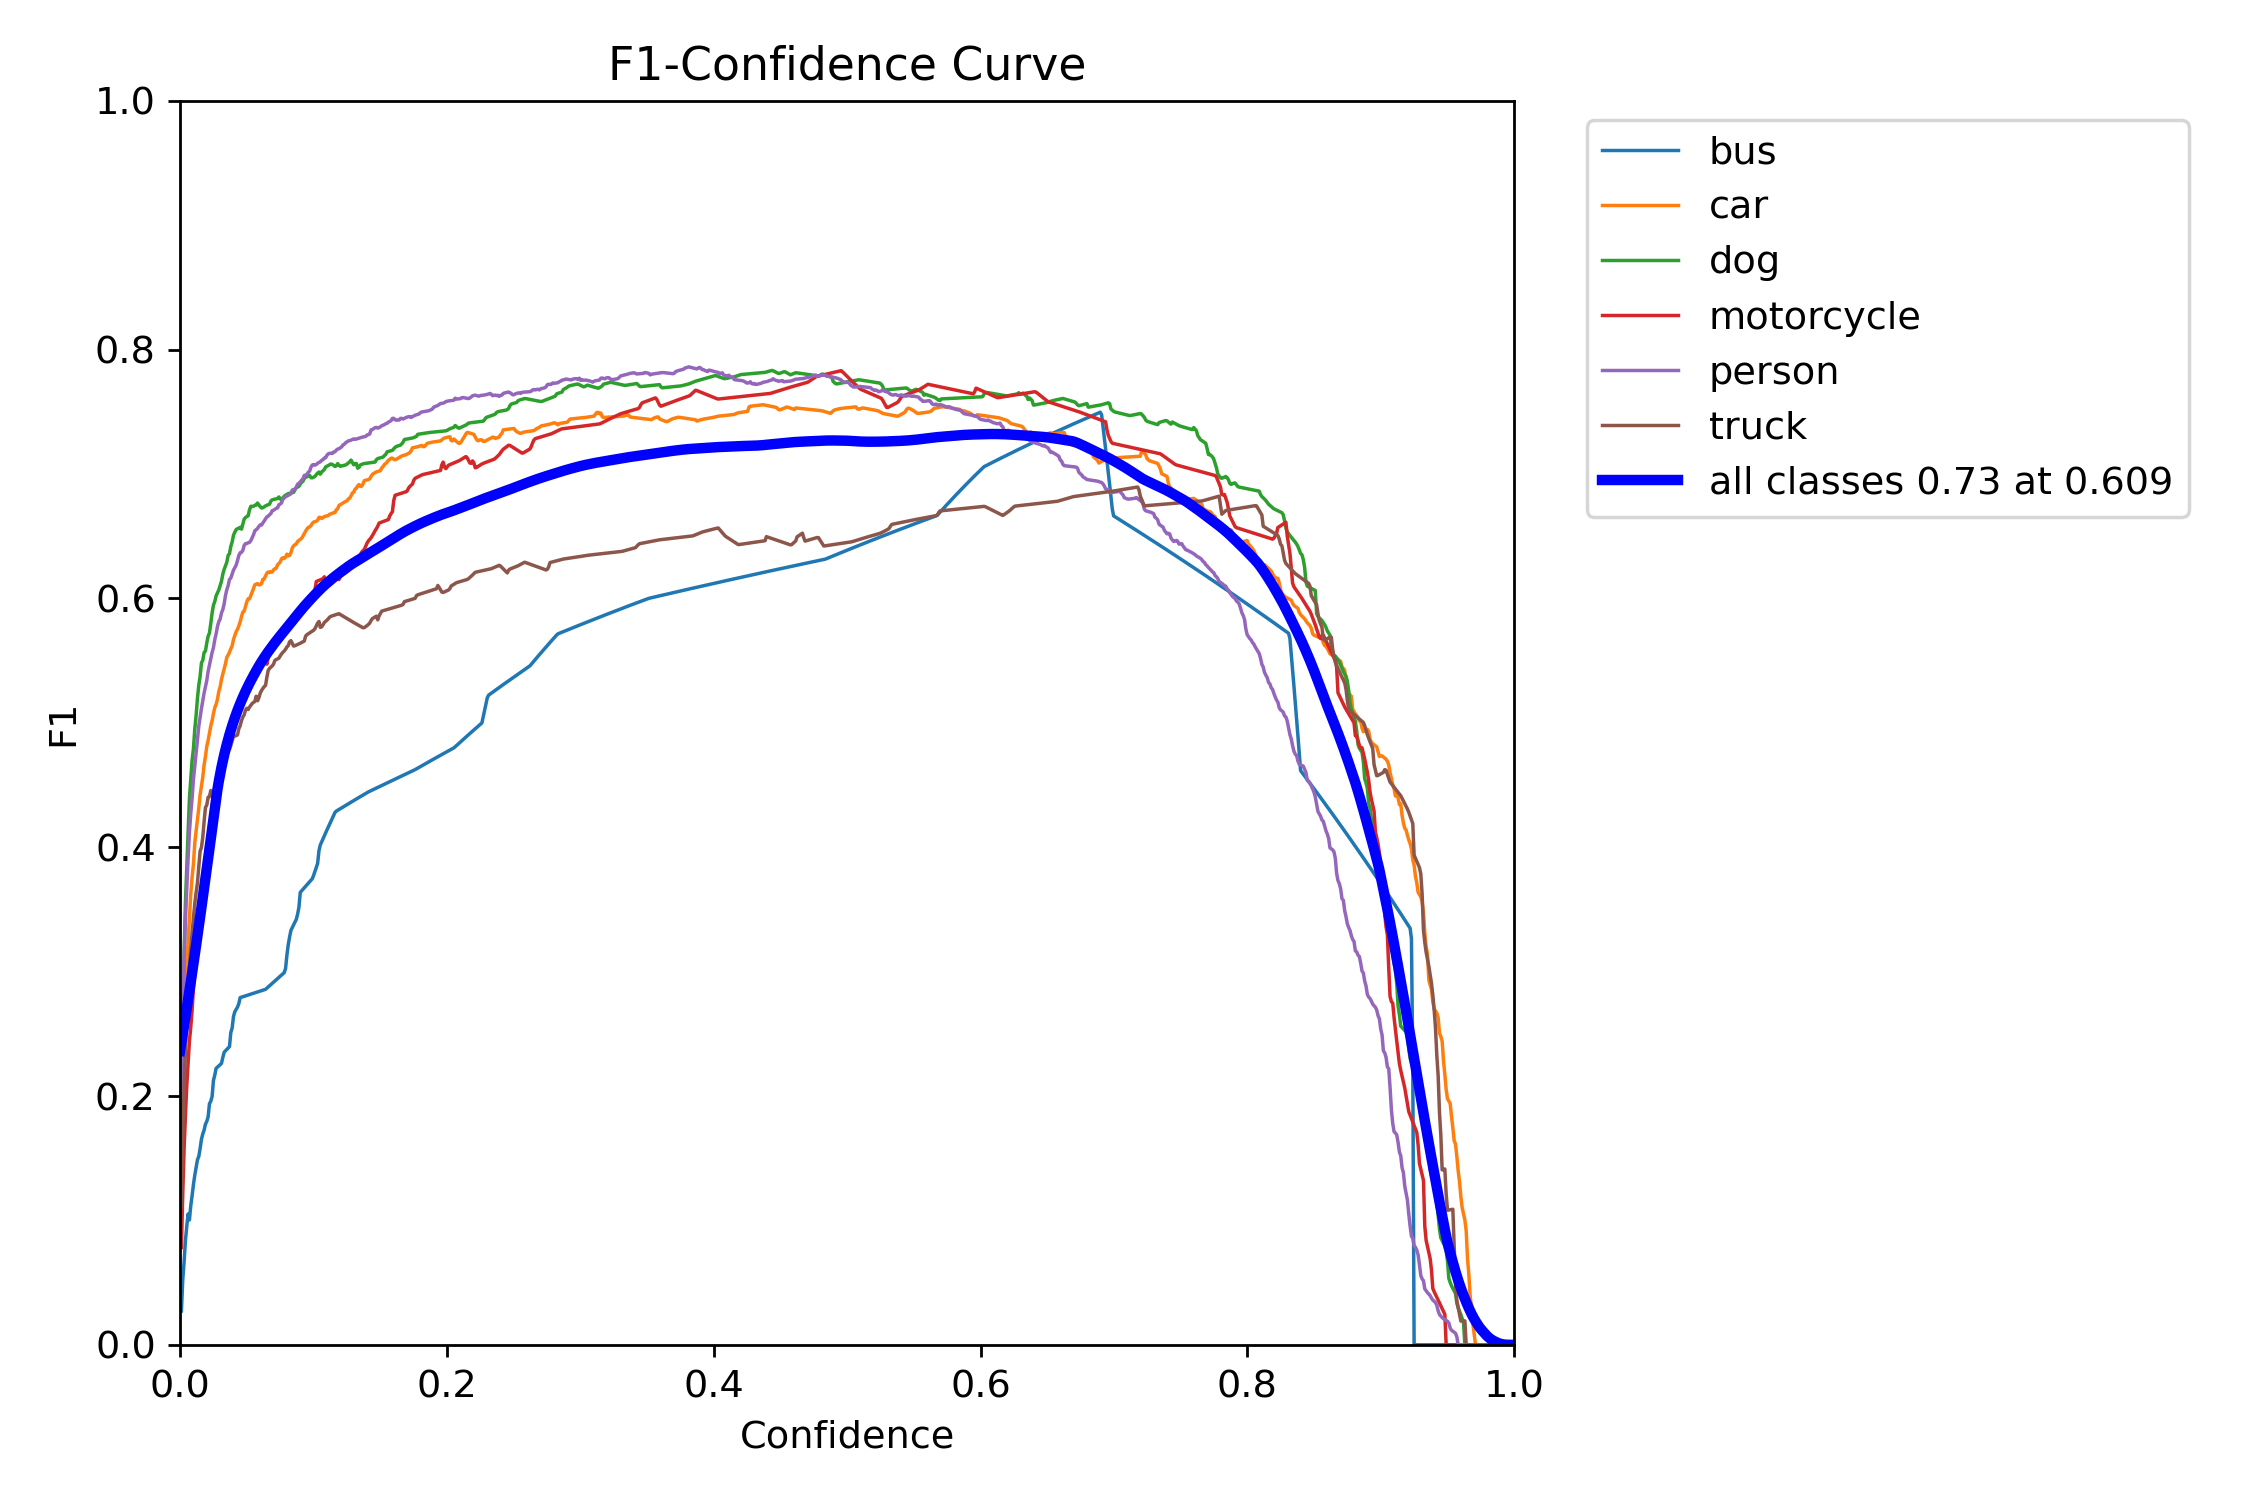 F1-Confidence Curve
1.0
0.8
0.6
0.4
0.2
0.0
F1
0.0 0.2 0.4 0.6 0.8 1.0
Confidence
bus
car
dog
motorcycle
person
truck
all classes 0.73 at 0.609